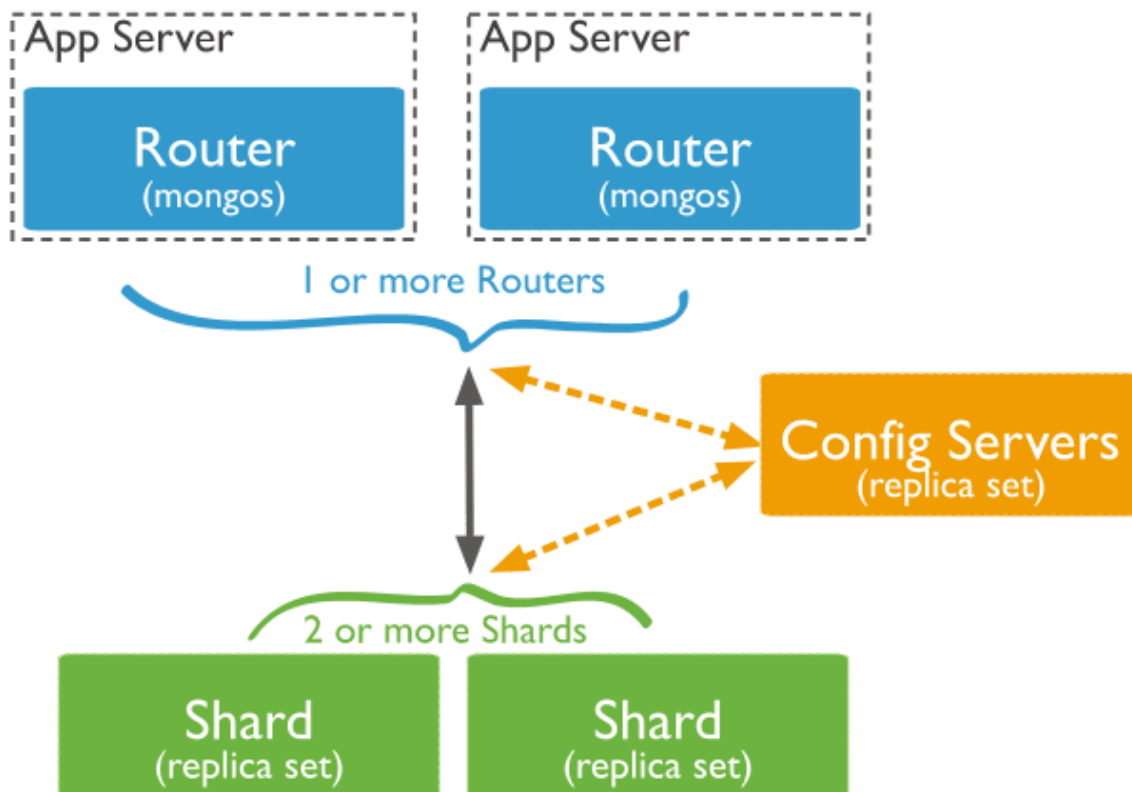 App Server
App Server
Router
(mongos)
Router
(mongos)
1 or more Routers
Config Servers
(replica set)
2 or more Shards
Shard
(replica set)
Shard
(replica set)